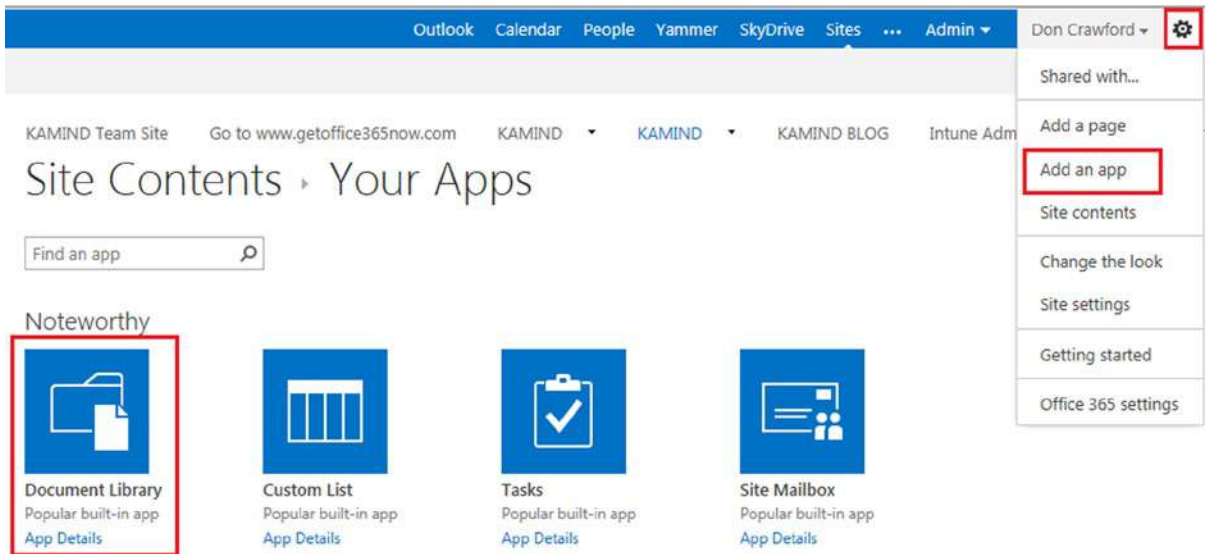 Outlook Calendar People Yammer SkyDrive Sites ••• Admin Don Crawford
Shared with...
Add a page
Add an app
Site contents
Change the look
Site settings
Getting started
Office 365 settings
KAMIND Team Site Go to www.getoffice365now.com KAMIND KAMIND KAMIND BLOG Intune Adm
Site Contents Your Apps
Find an app
Noteworthy
Document Library
Popular built-in app
App Details
Custom List
Popular built-in app
App Details
Tasks
Popular built-in app
App Details
Site Mailbox
Popular built-in app
App Details